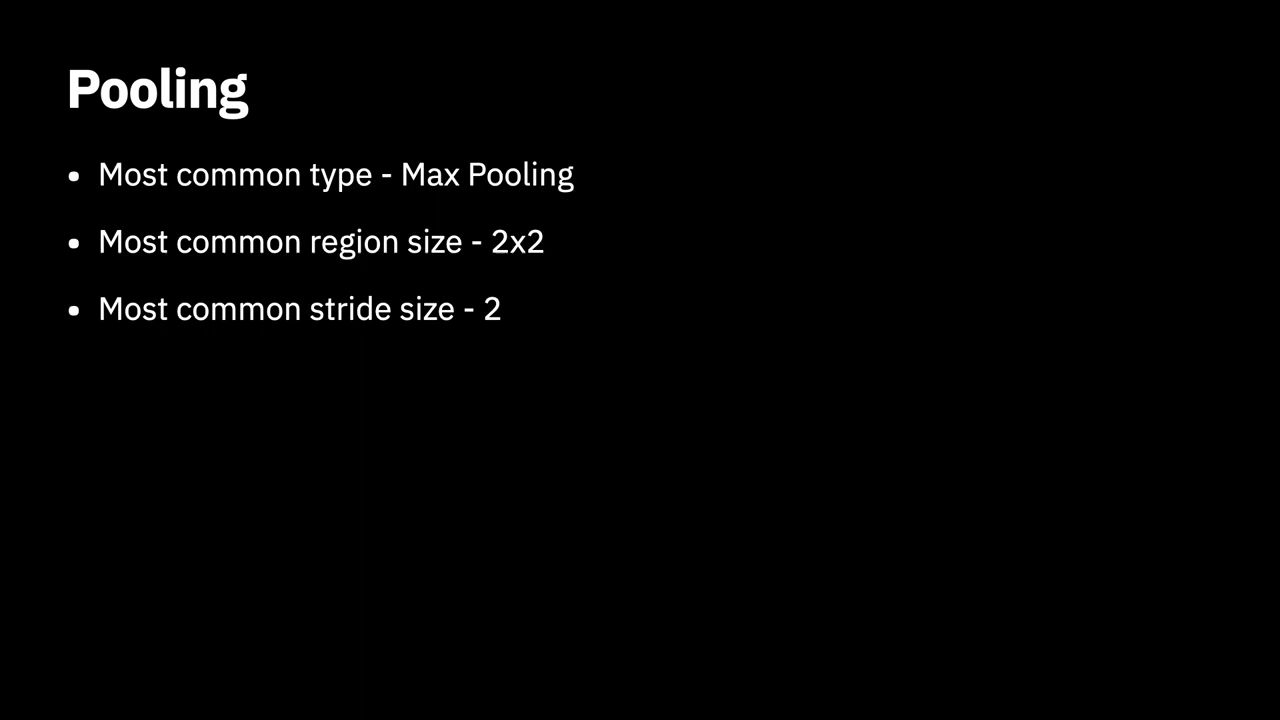 Pooling
• Most common type - Max Pooling
• Most common region size - 2x2
• Most common stride size - 2